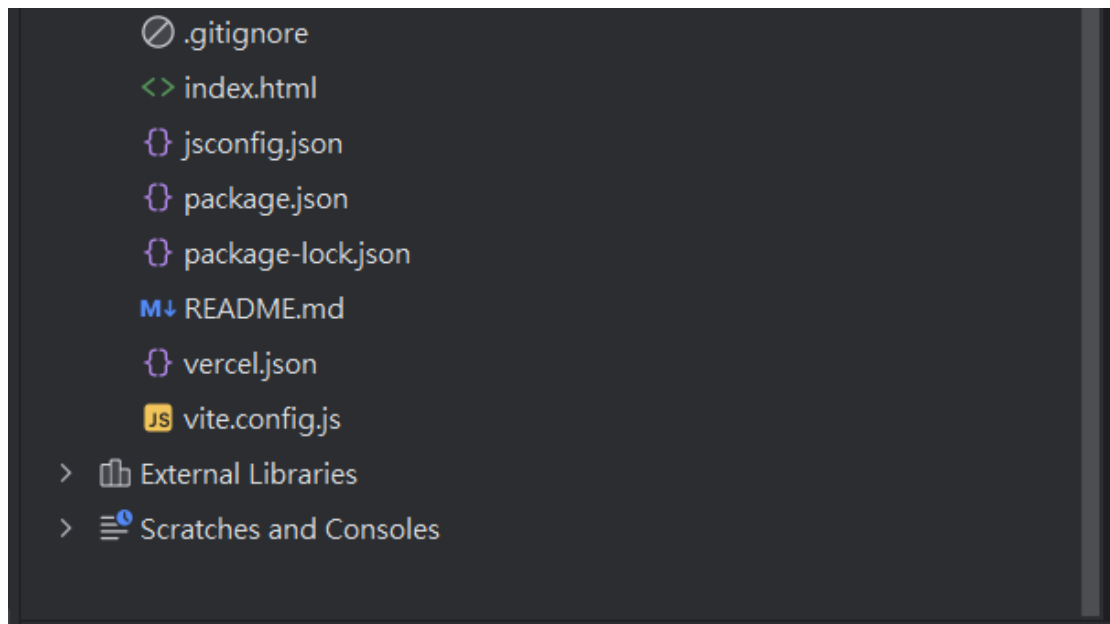 .gitignore
index.html
jsconfig.json
package.json
package-lock.json
M↓ README.md
vercel.json
JS vite.config.js
External Libraries
Scratches and Consoles